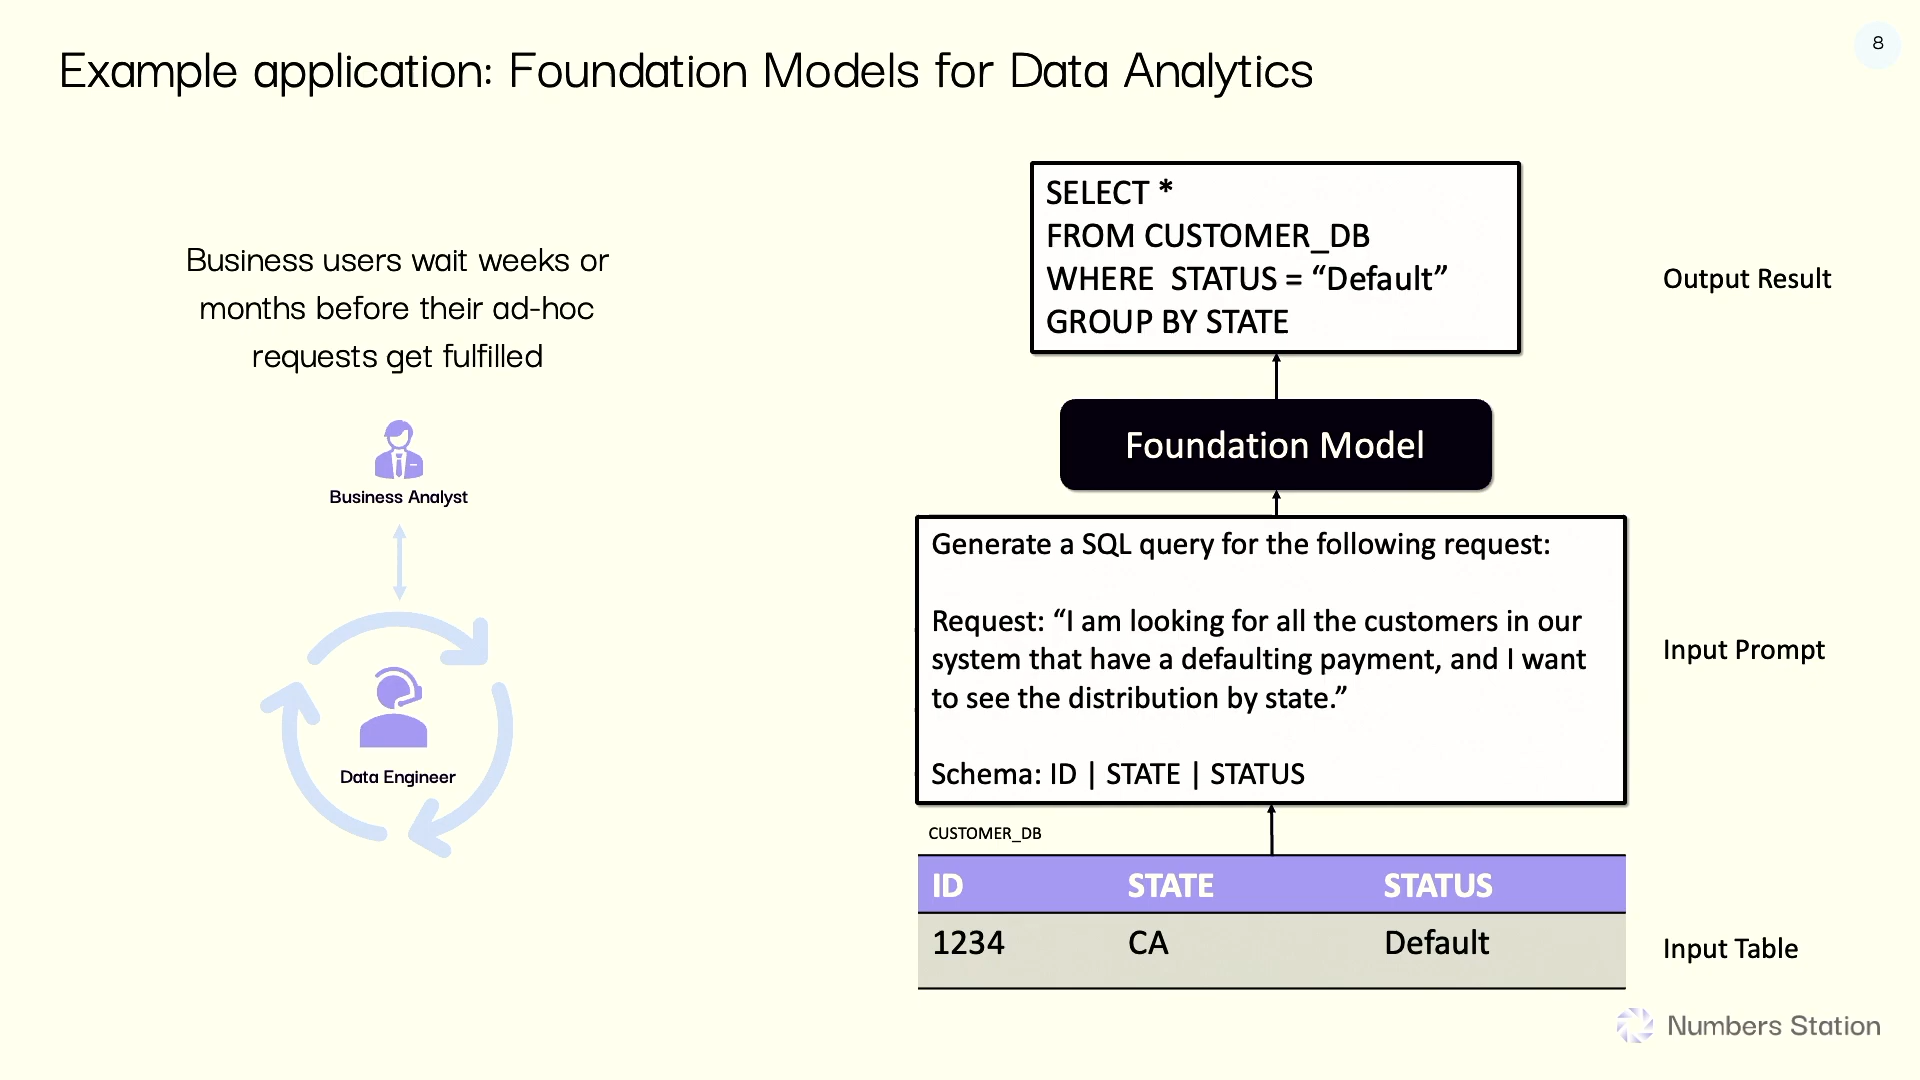 8
Example application: Foundation Models for Data Analytics
Business users wait weeks or
months before their ad-hoc
requests get fulfilled
Business Analyst
Data Engineer
SELECT *
FROM CUSTOMER_DB
WHERE  STATUS = “Default”
GROUP BY STATE
Output Result
Foundation Model
Generate a SQL query for the following request:
Request: “I am looking for all the customers in our
system that have a defaulting payment, and I want
to see the distribution by state.”
Schema: ID | STATE | STATUS
Input Prompt
CUSTOMER_DB
ID STATE STATUS
1234 CA Default
Input Table
Numbers Station